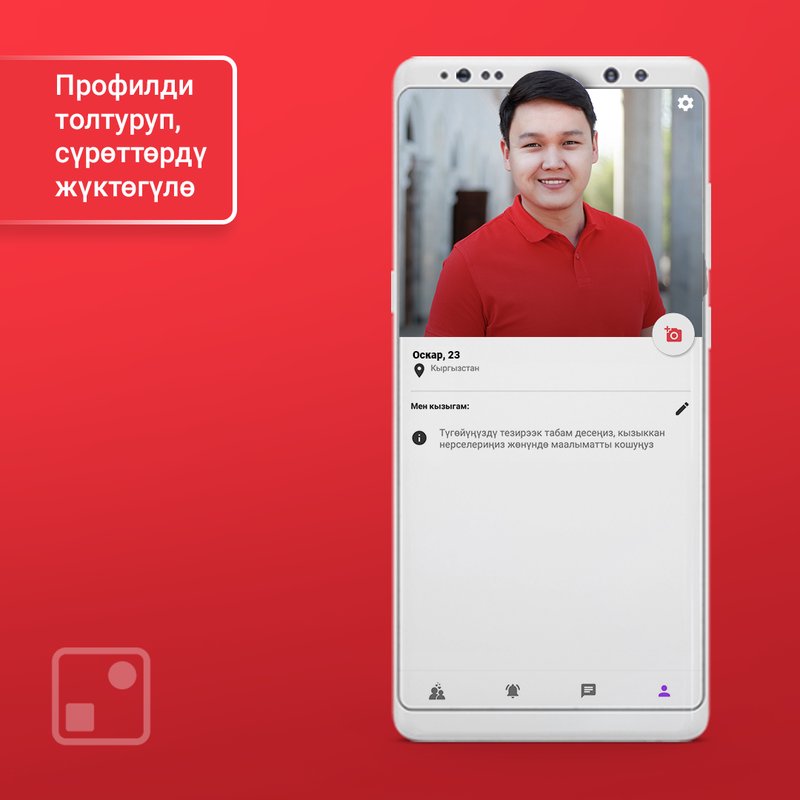 Профилди
толтуруп,
сүрөттөрдү
жүктөгүлө
Оскар, 23
Кыргызстан
Мен кызыгам:
Түгөйүңүздү тезирээк табам десеңиз, кызыккан
нерселериңиз жөнүндө маалыматты кошуңуз